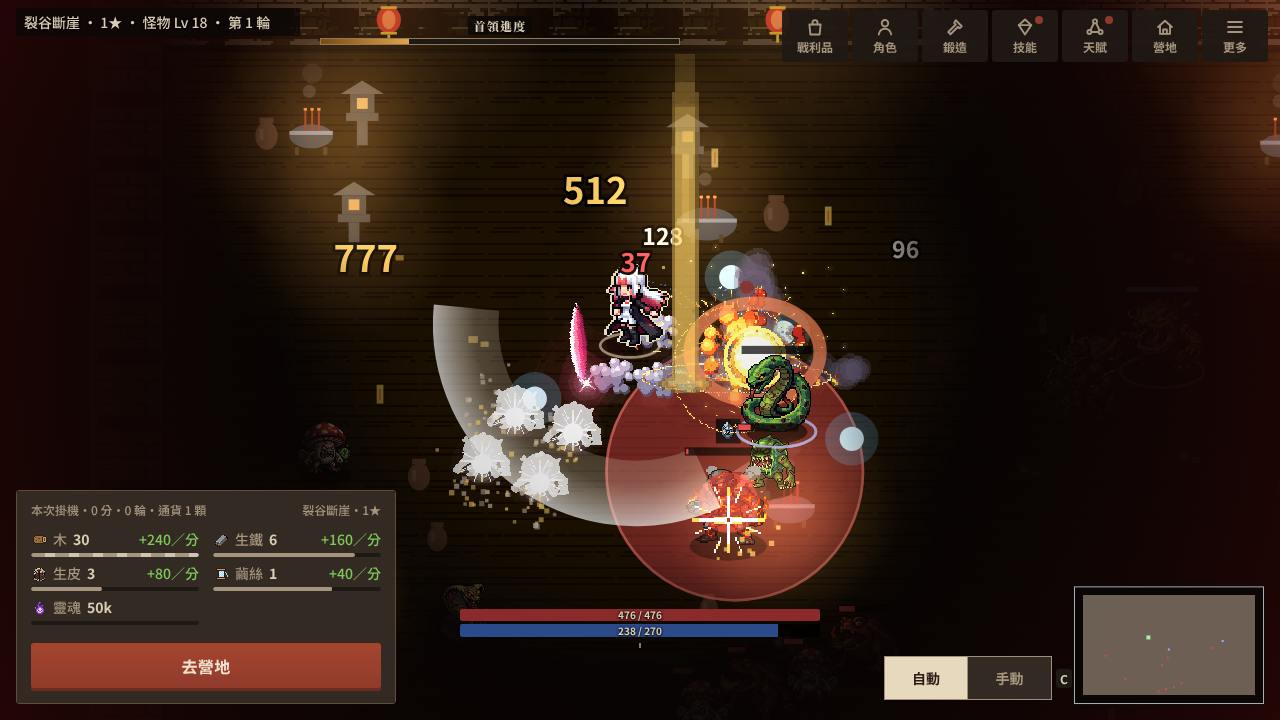 裂谷斷崖 · 1★ · 怪物 Lv 18 · 第 1 輪
首領進度
戰利品
角色
鍛造
技能
天賦
營地
更多
512
128
37
777
96
本次掛機・0 分・0 輪・通貨 1 顆
裂谷斷崖・1★
木 30 +240／分
生鐵 6 +160／分
生皮 3 +80／分
繭絲 1 +40／分
靈魂 50k
去營地
476 / 476
238 / 270
自動
手動
C